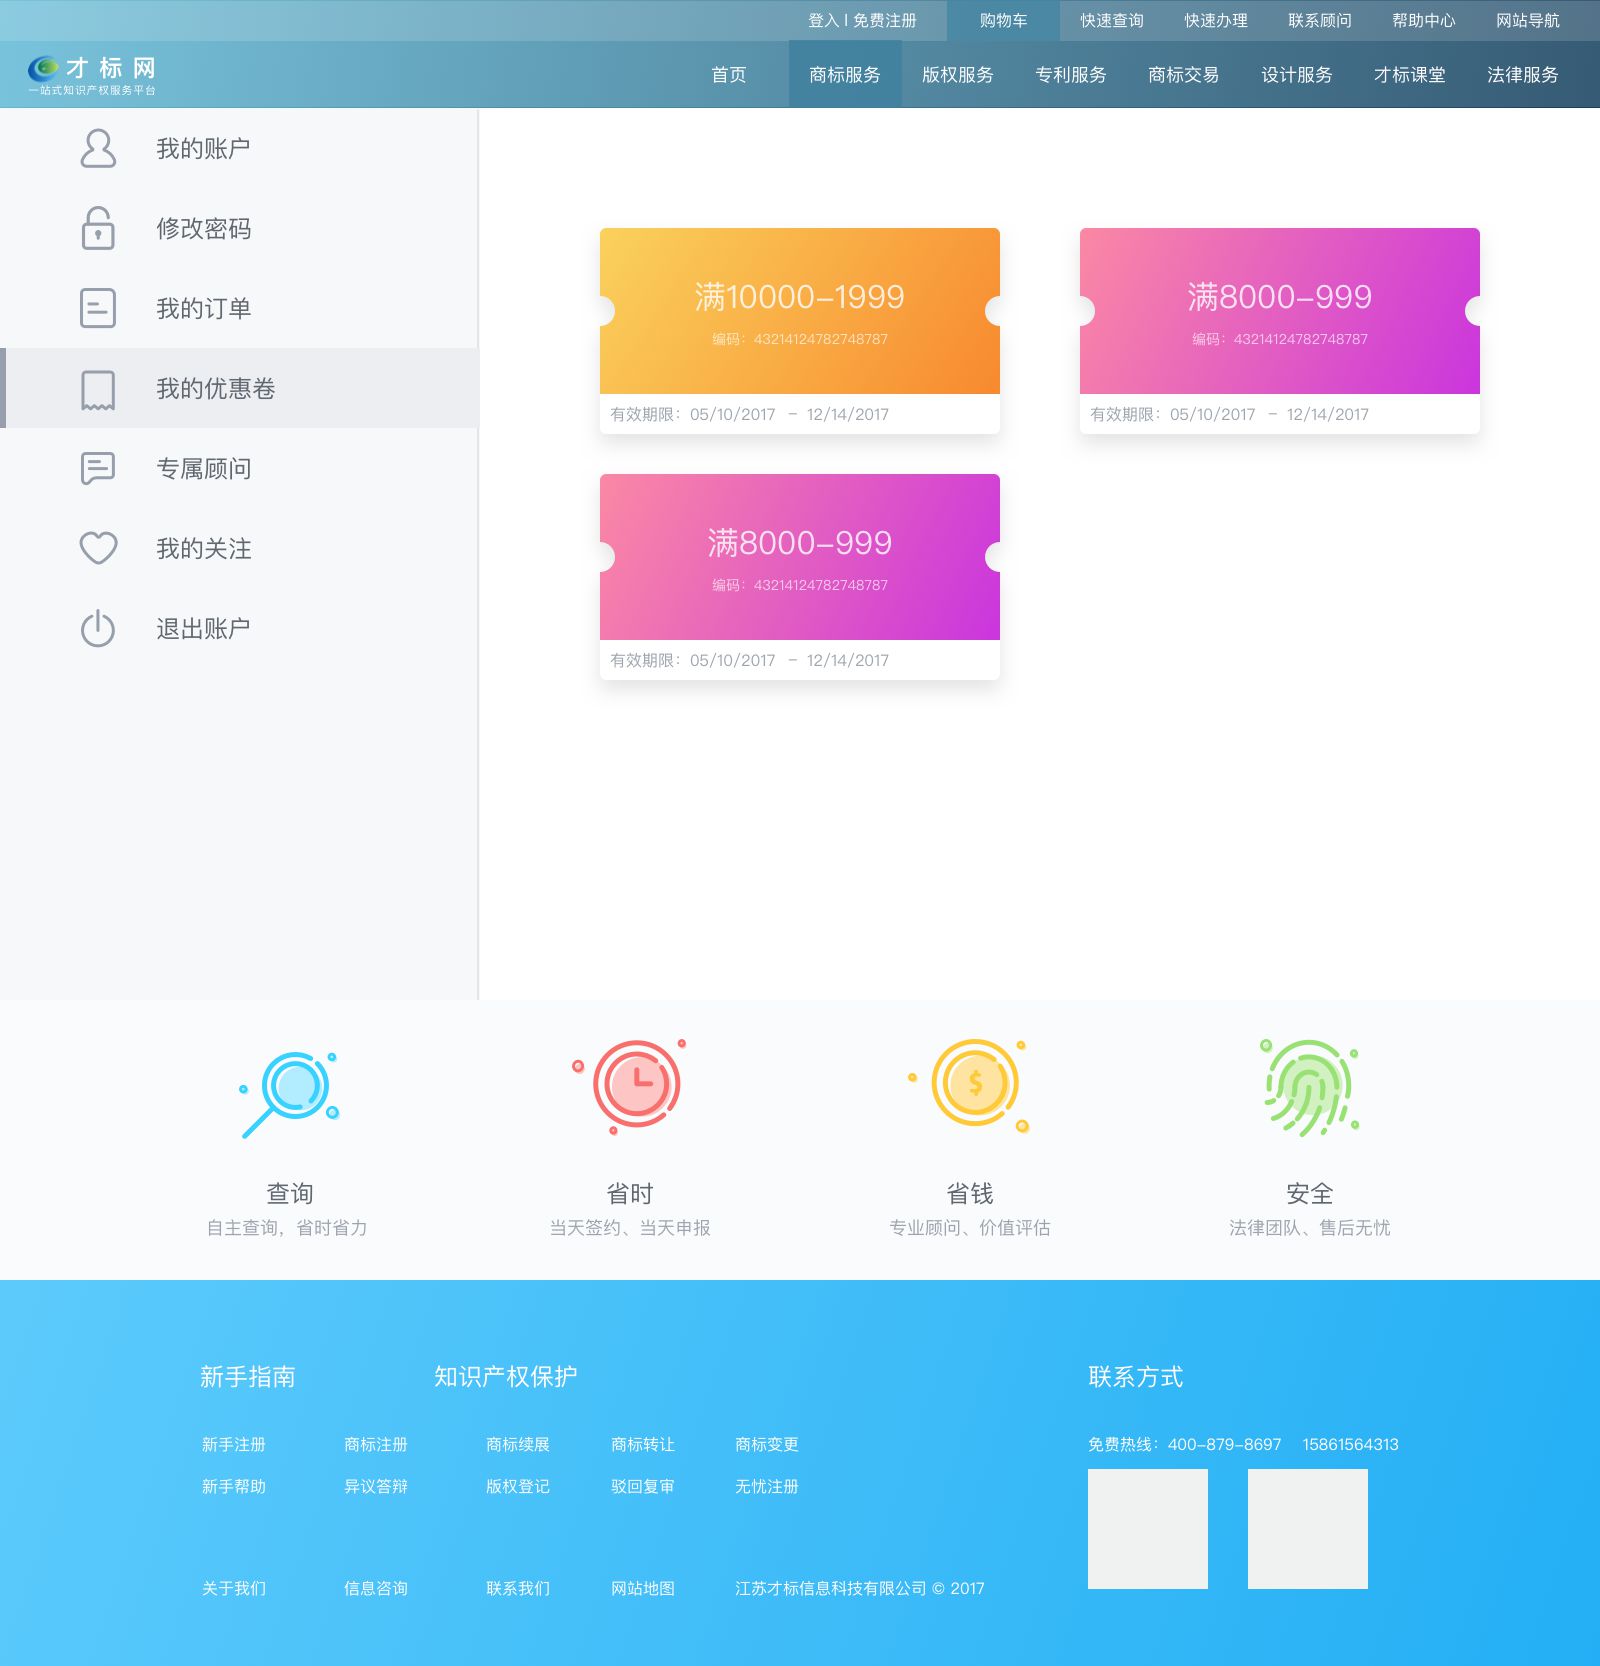 登入 | 免费注册 购物车 快速查询 快速办理 联系顾问 帮助中心 网站导航
才标网
一站式知识产权服务平台
首页 商标服务 版权服务 专利服务 商标交易 设计服务 才标课堂 法律服务
我的账户
修改密码
我的订单
我的优惠卷
专属顾问
我的关注
退出账户
满10000-1999
编码：43214124782748787
有效期限：05/10/2017 - 12/14/2017
满8000-999
编码：43214124782748787
有效期限：05/10/2017 - 12/14/2017
满8000-999
编码：43214124782748787
有效期限：05/10/2017 - 12/14/2017
$
查询
自主查询，省时省力
省时
当天签约、当天申报
省钱
专业顾问、价值评估
安全
法律团队、售后无忧
新手指南 知识产权保护 联系方式
新手注册 商标注册 商标续展 商标转让 商标变更
新手帮助 异议答辩 版权登记 驳回复审 无忧注册
免费热线：400-879-8697 15861564313
关于我们 信息咨询 联系我们 网站地图 江苏才标信息科技有限公司 © 2017